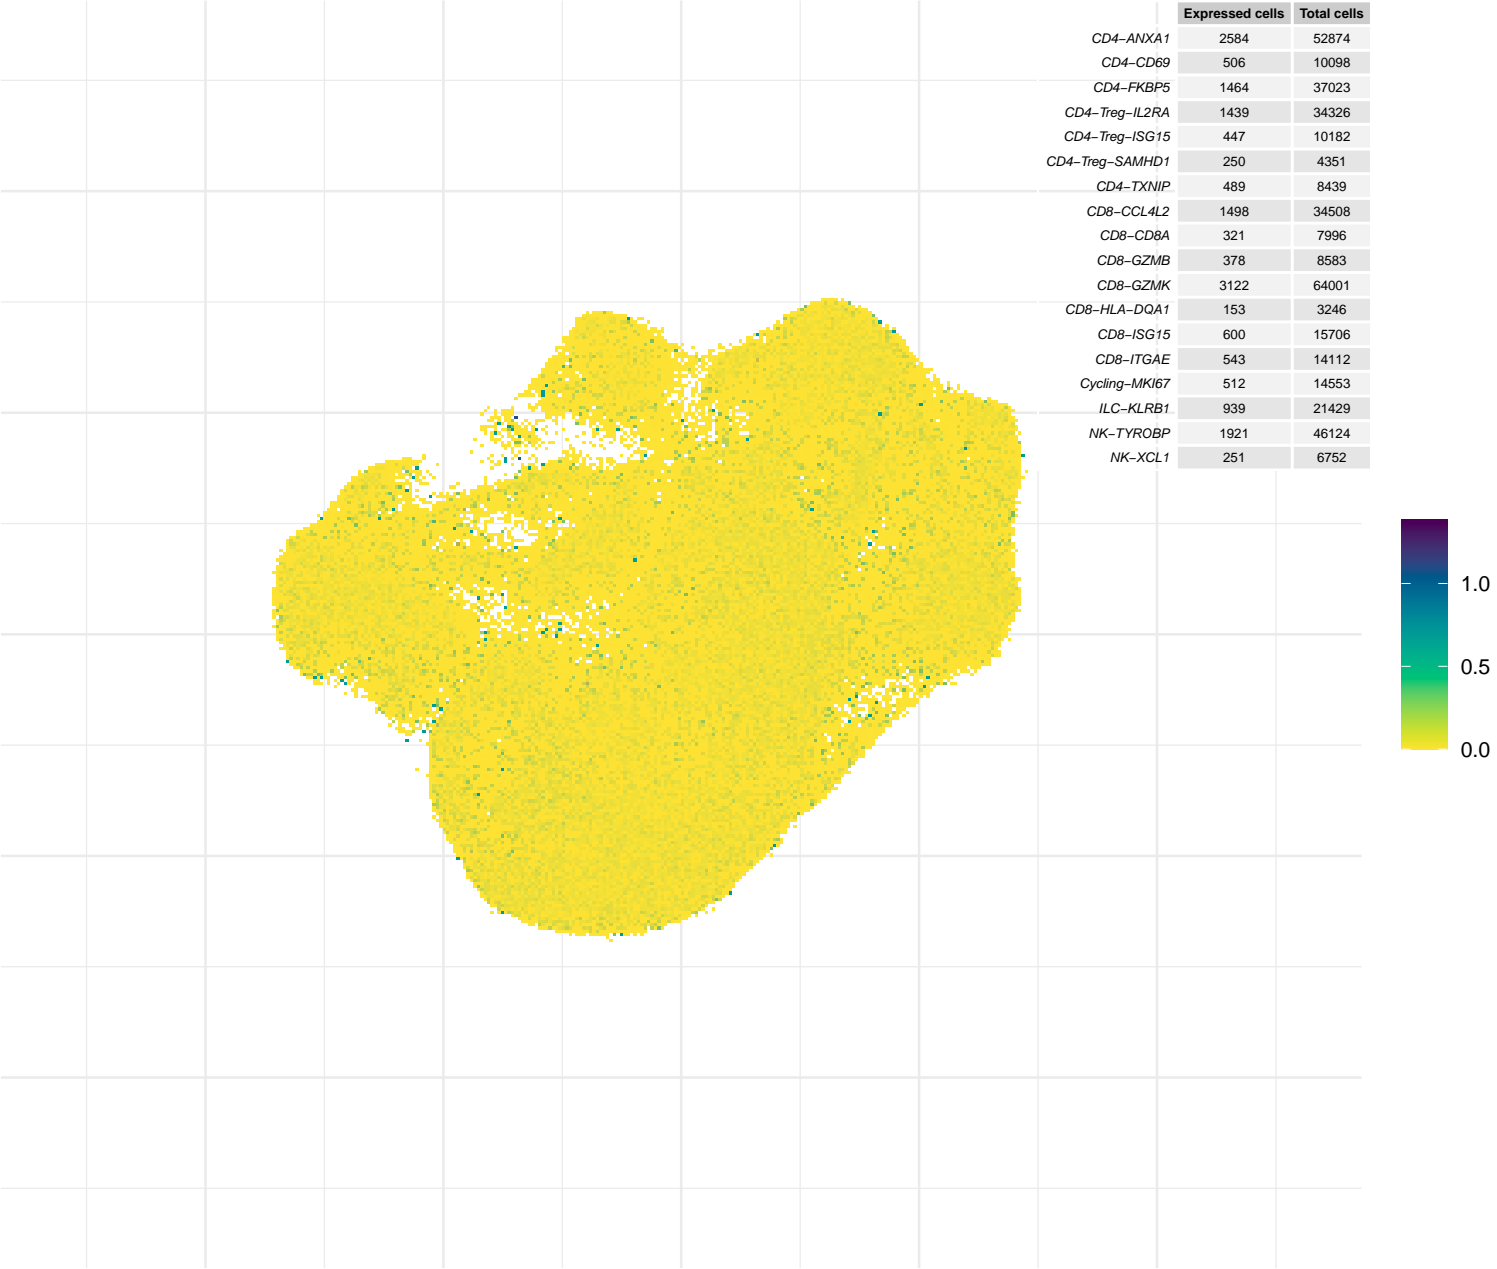 Expressed cells Total cells
CD4−ANXA1 2584 52874
CD4−CD69 506 10098
CD4−FKBP5 1464 37023
CD4−Treg−IL2RA 1439 34326
CD4−Treg−ISG15 447 10182
CD4−Treg−SAMHD1 250 4351
CD4−TXNIP 489 8439
CD8−CCL4L2 1498 34508
CD8−CD8A 321 7996
CD8−GZMB 378 8583
CD8−GZMK 3122 64001
CD8−HLA−DQA1 153 3246
CD8−ISG15 600 15706
CD8−ITGAE 543 14112
Cycling−MKI67 512 14553
ILC−KLRB1 939 21429
NK−TYROBP 1921 46124
NK−XCL1 251 6752
1.0
0.5
0.0